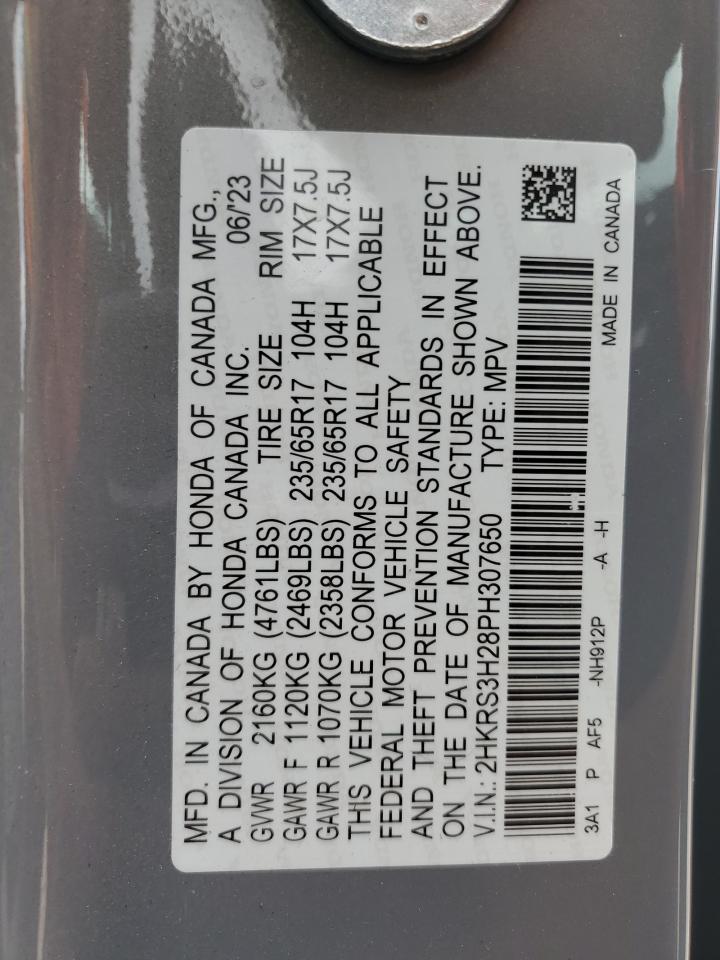 MFD. IN CANADA BY HONDA OF CANADA MFG.,
A DIVISION OF HONDA CANADA INC. 06/'23
GVWR 2160KG (4761LBS) TIRE SIZE RIM SIZE
GAWR F 1120KG (2469LBS) 235/65R17 104H 17X7.5J
GAWR R 1070KG (2358LBS) 235/65R17 104H 17X7.5J
THIS VEHICLE CONFORMS TO ALL APPLICABLE
FEDERAL MOTOR VEHICLE SAFETY
AND THEFT PREVENTION STANDARDS IN EFFECT
ON THE DATE OF MANUFACTURE SHOWN ABOVE.
V.I.N.: 2HKRS3H28PH307650 TYPE: MPV
3A1 P AF5 -NH912P -A -H
MADE IN CANADA